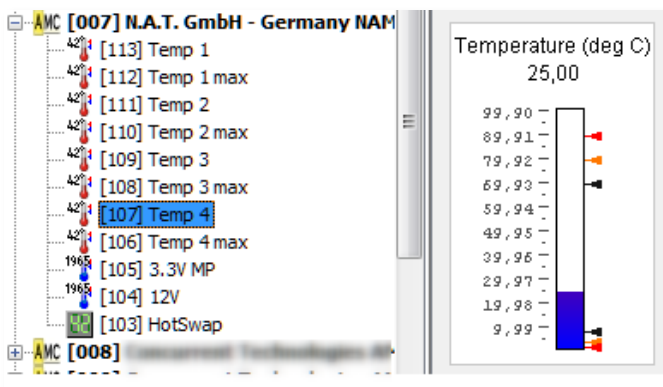 AMC [007] N.A.T. GmbH - Germany NAM
42° [113] Temp 1
42° [112] Temp 1 max
42° [111] Temp 2
42° [110] Temp 2 max
42° [109] Temp 3
42° [108] Temp 3 max
42° [107] Temp 4
42° [106] Temp 4 max
1965 [105] 3.3V MP
1965 [104] 12V
42 [103] HotSwap
AMC [008]
Temperature (deg C)
25,00
99,90
89,91
79,92
69,93
59,94
49,95
39,96
29,97
19,98
9,99